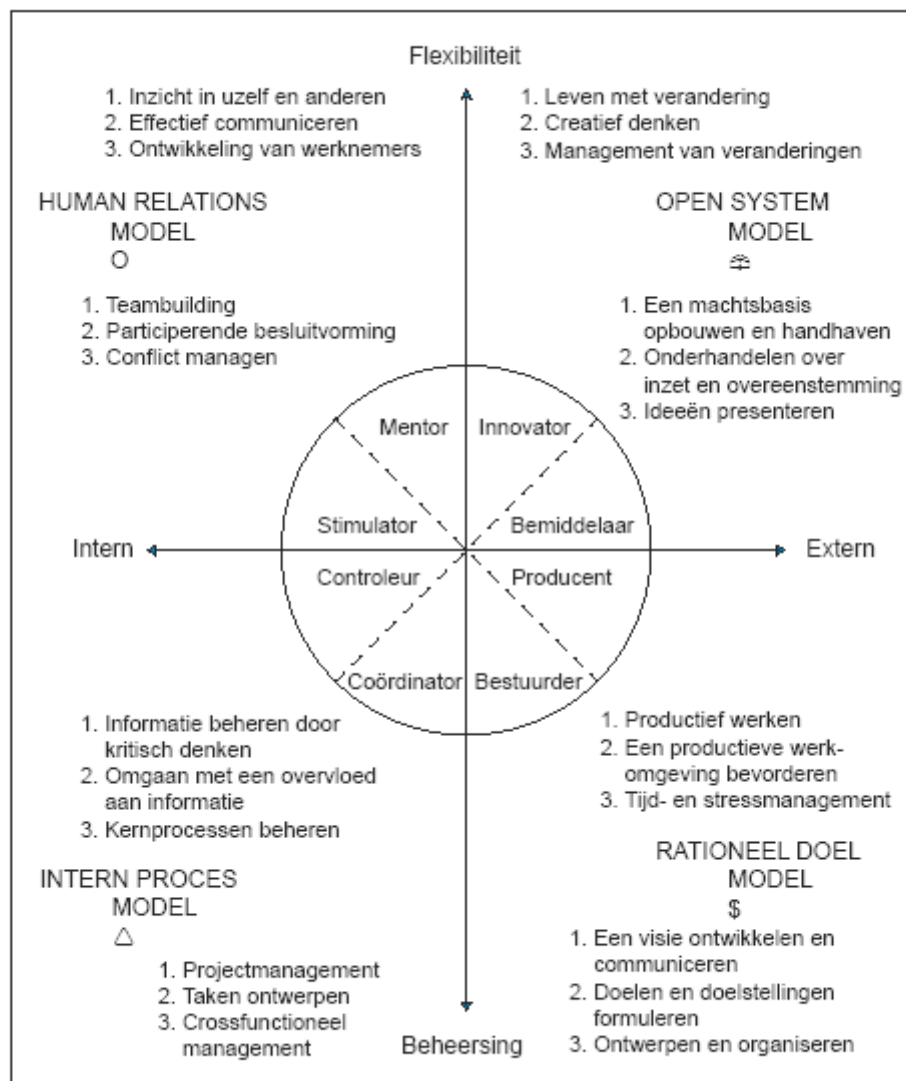 Flexibiliteit
1. Inzicht in uzelf en anderen
2. Effectief communiceren
3. Ontwikkeling van werknemers
1. Leven met verandering
2. Creatief denken
3. Management van veranderingen
HUMAN RELATIONS
MODEL
OPEN SYSTEM
MODEL
1. Teambuilding
2. Participerende besluitvorming
3. Conflict managen
1. Een machtsbasis
opbouwen en handhaven
2. Onderhandelen over
inzet en overeenstemming
3. Ideeën presenteren
Mentor
Innovator
Stimulator
Bemiddelaar
Intern
Extern
Controleur
Producent
Coördinator
Bestuurder
1. Informatie beheren door
kritisch denken
2. Omgaan met een overvloed
aan informatie
3. Kernprocessen beheren
1. Productief werken
2. Een productieve werk-
omgeving bevorderen
3. Tijd- en stressmanagement
INTERN PROCES
MODEL
RATIONEEL DOEL
MODEL
$
1. Projectmanagement
2. Taken ontwerpen
3. Crossfunctioneel
management
1. Een visie ontwikkelen en
communiceren
2. Doelen en doelstellingen
formuleren
3. Ontwerpen en organiseren
Beheersing